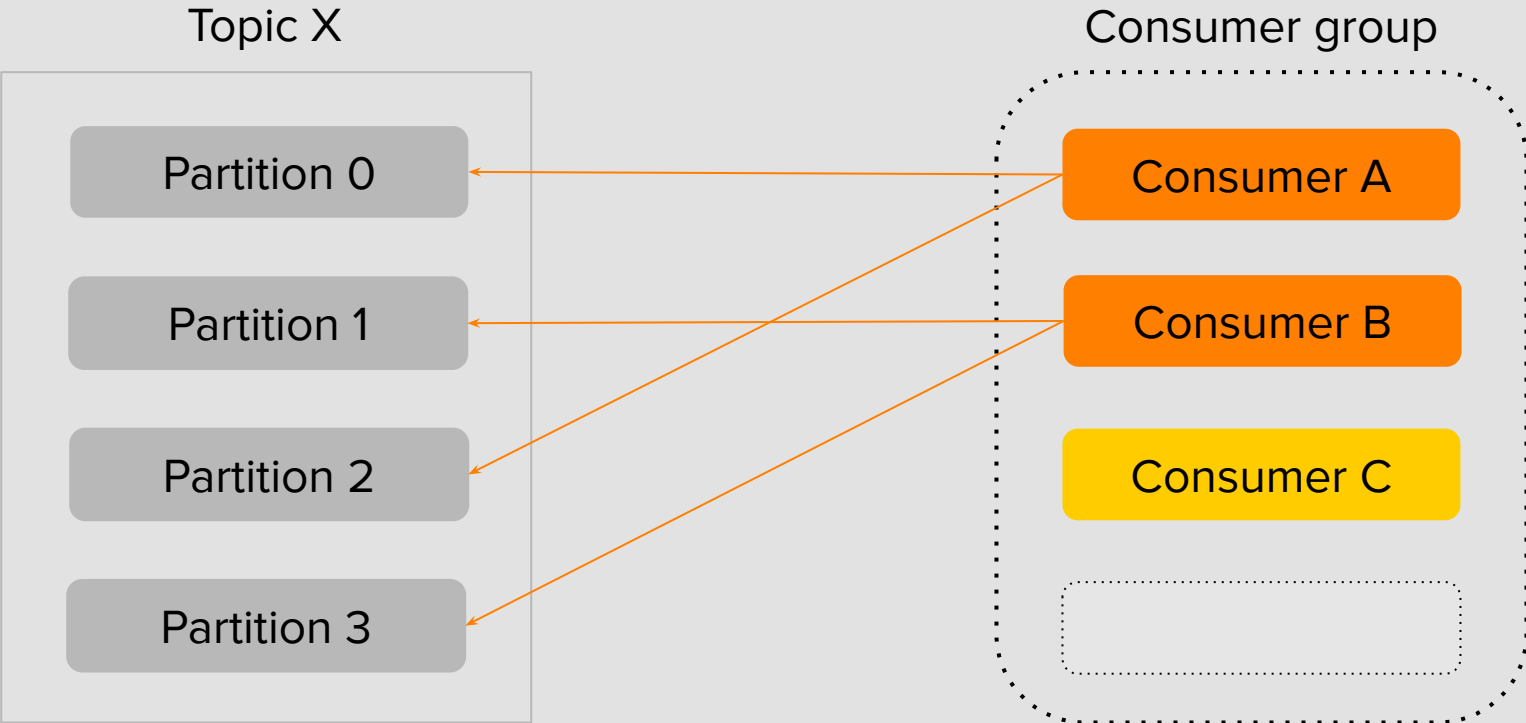 Topic X
Consumer group
Partition 0
Consumer A
Partition 1
Consumer B
Partition 2
Consumer C
Partition 3